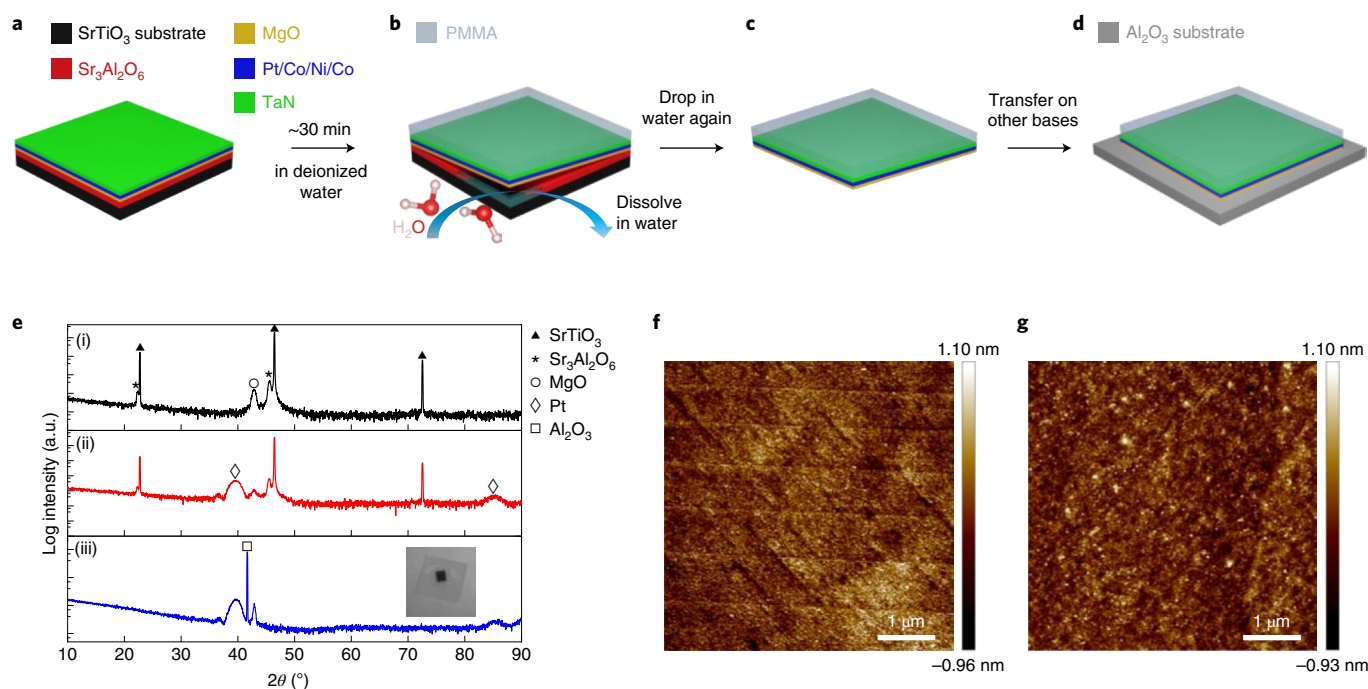 a
SrTiO₃ substrate
Sr₃Al₂O₆
MgO
Pt/Co/Ni/Co
TaN
~30 min
in deionized
water
b
PMMA
H₂O
Dissolve
in water
Drop in
water again
c
Transfer on
other bases
d
Al₂O₃ substrate
e
Log intensity (a.u.)
(i)
*
*
(ii)
(iii)
10 20 30 40 50 60 70 80 90
2θ (°)
SrTiO₃
* Sr₃Al₂O₆
MgO
Pt
Al₂O₃
f
1.10 nm
1 μm
–0.96 nm
g
1.10 nm
1 μm
–0.93 nm